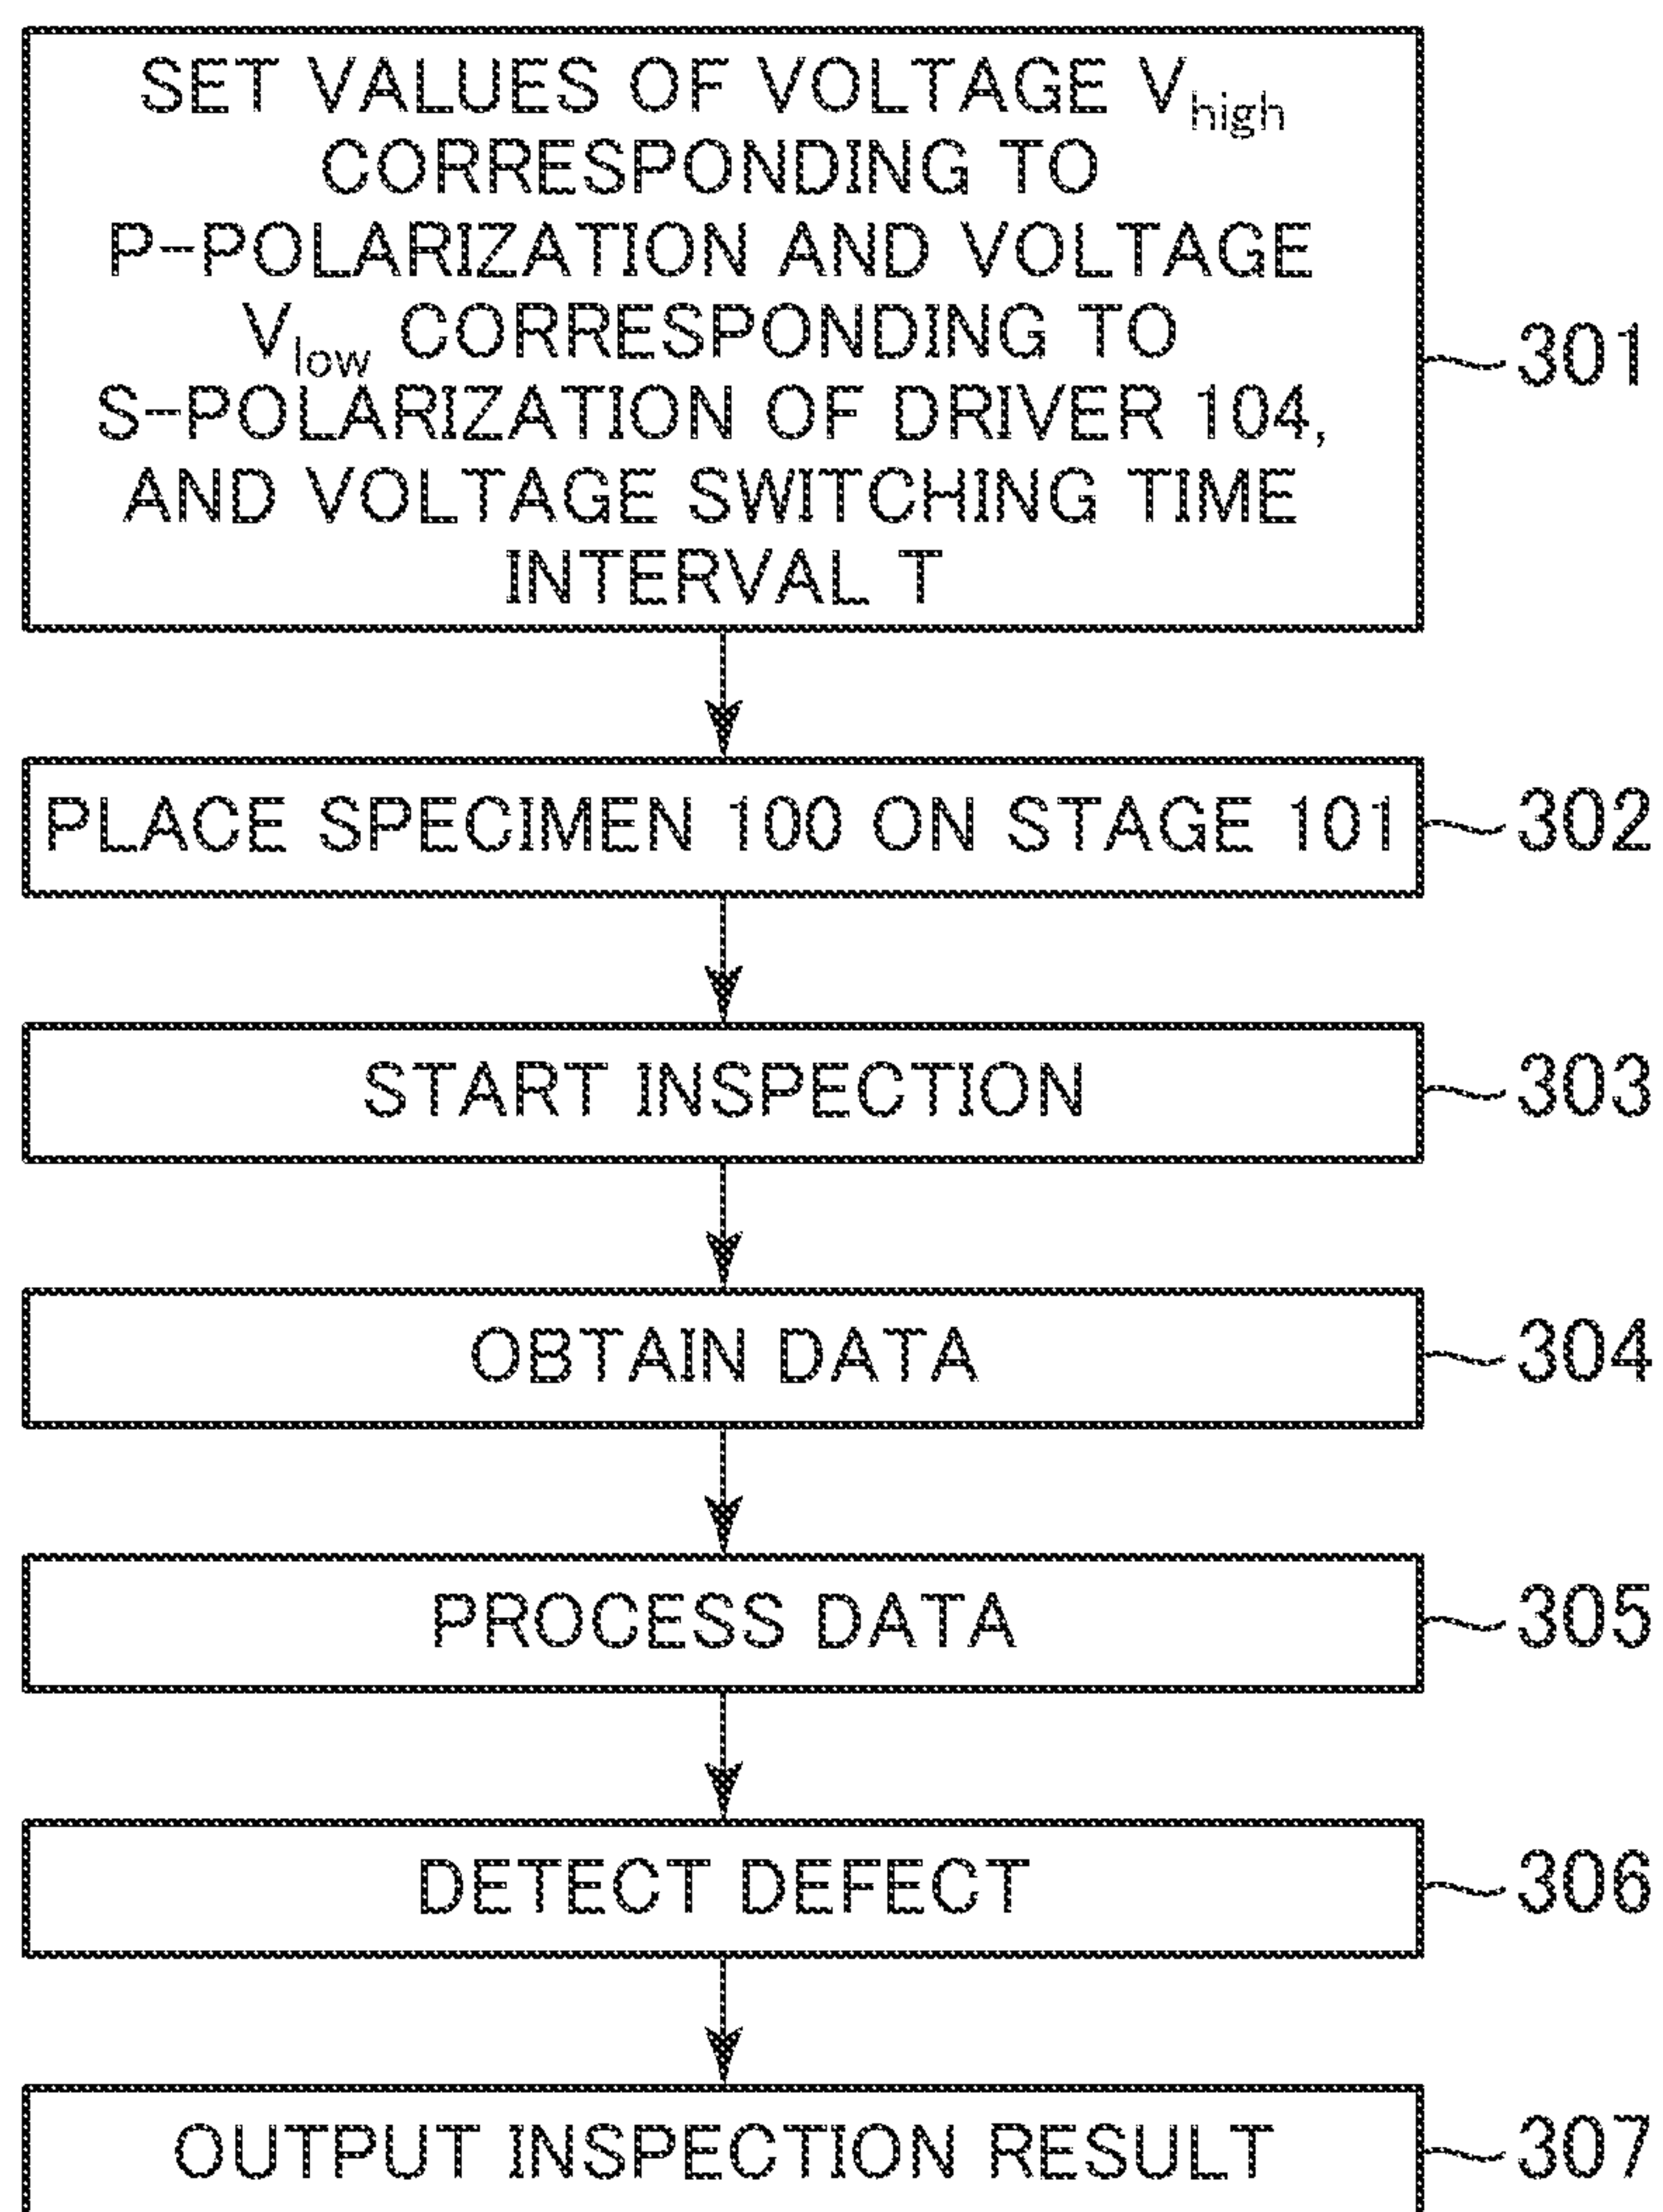 SET VALUES OF VOLTAGE Vhigh
CORRESPONDING TO
P-POLARIZATION AND VOLTAGE
Vlow CORRESPONDING TO
S-POLARIZATION OF DRIVER 104,
AND VOLTAGE SWITCHING TIME
INTERVAL T
301
PLACE SPECIMEN 100 ON STAGE 101
302
START INSPECTION
303
OBTAIN DATA
304
PROCESS DATA
305
DETECT DEFECT
306
OUTPUT INSPECTION RESULT
307